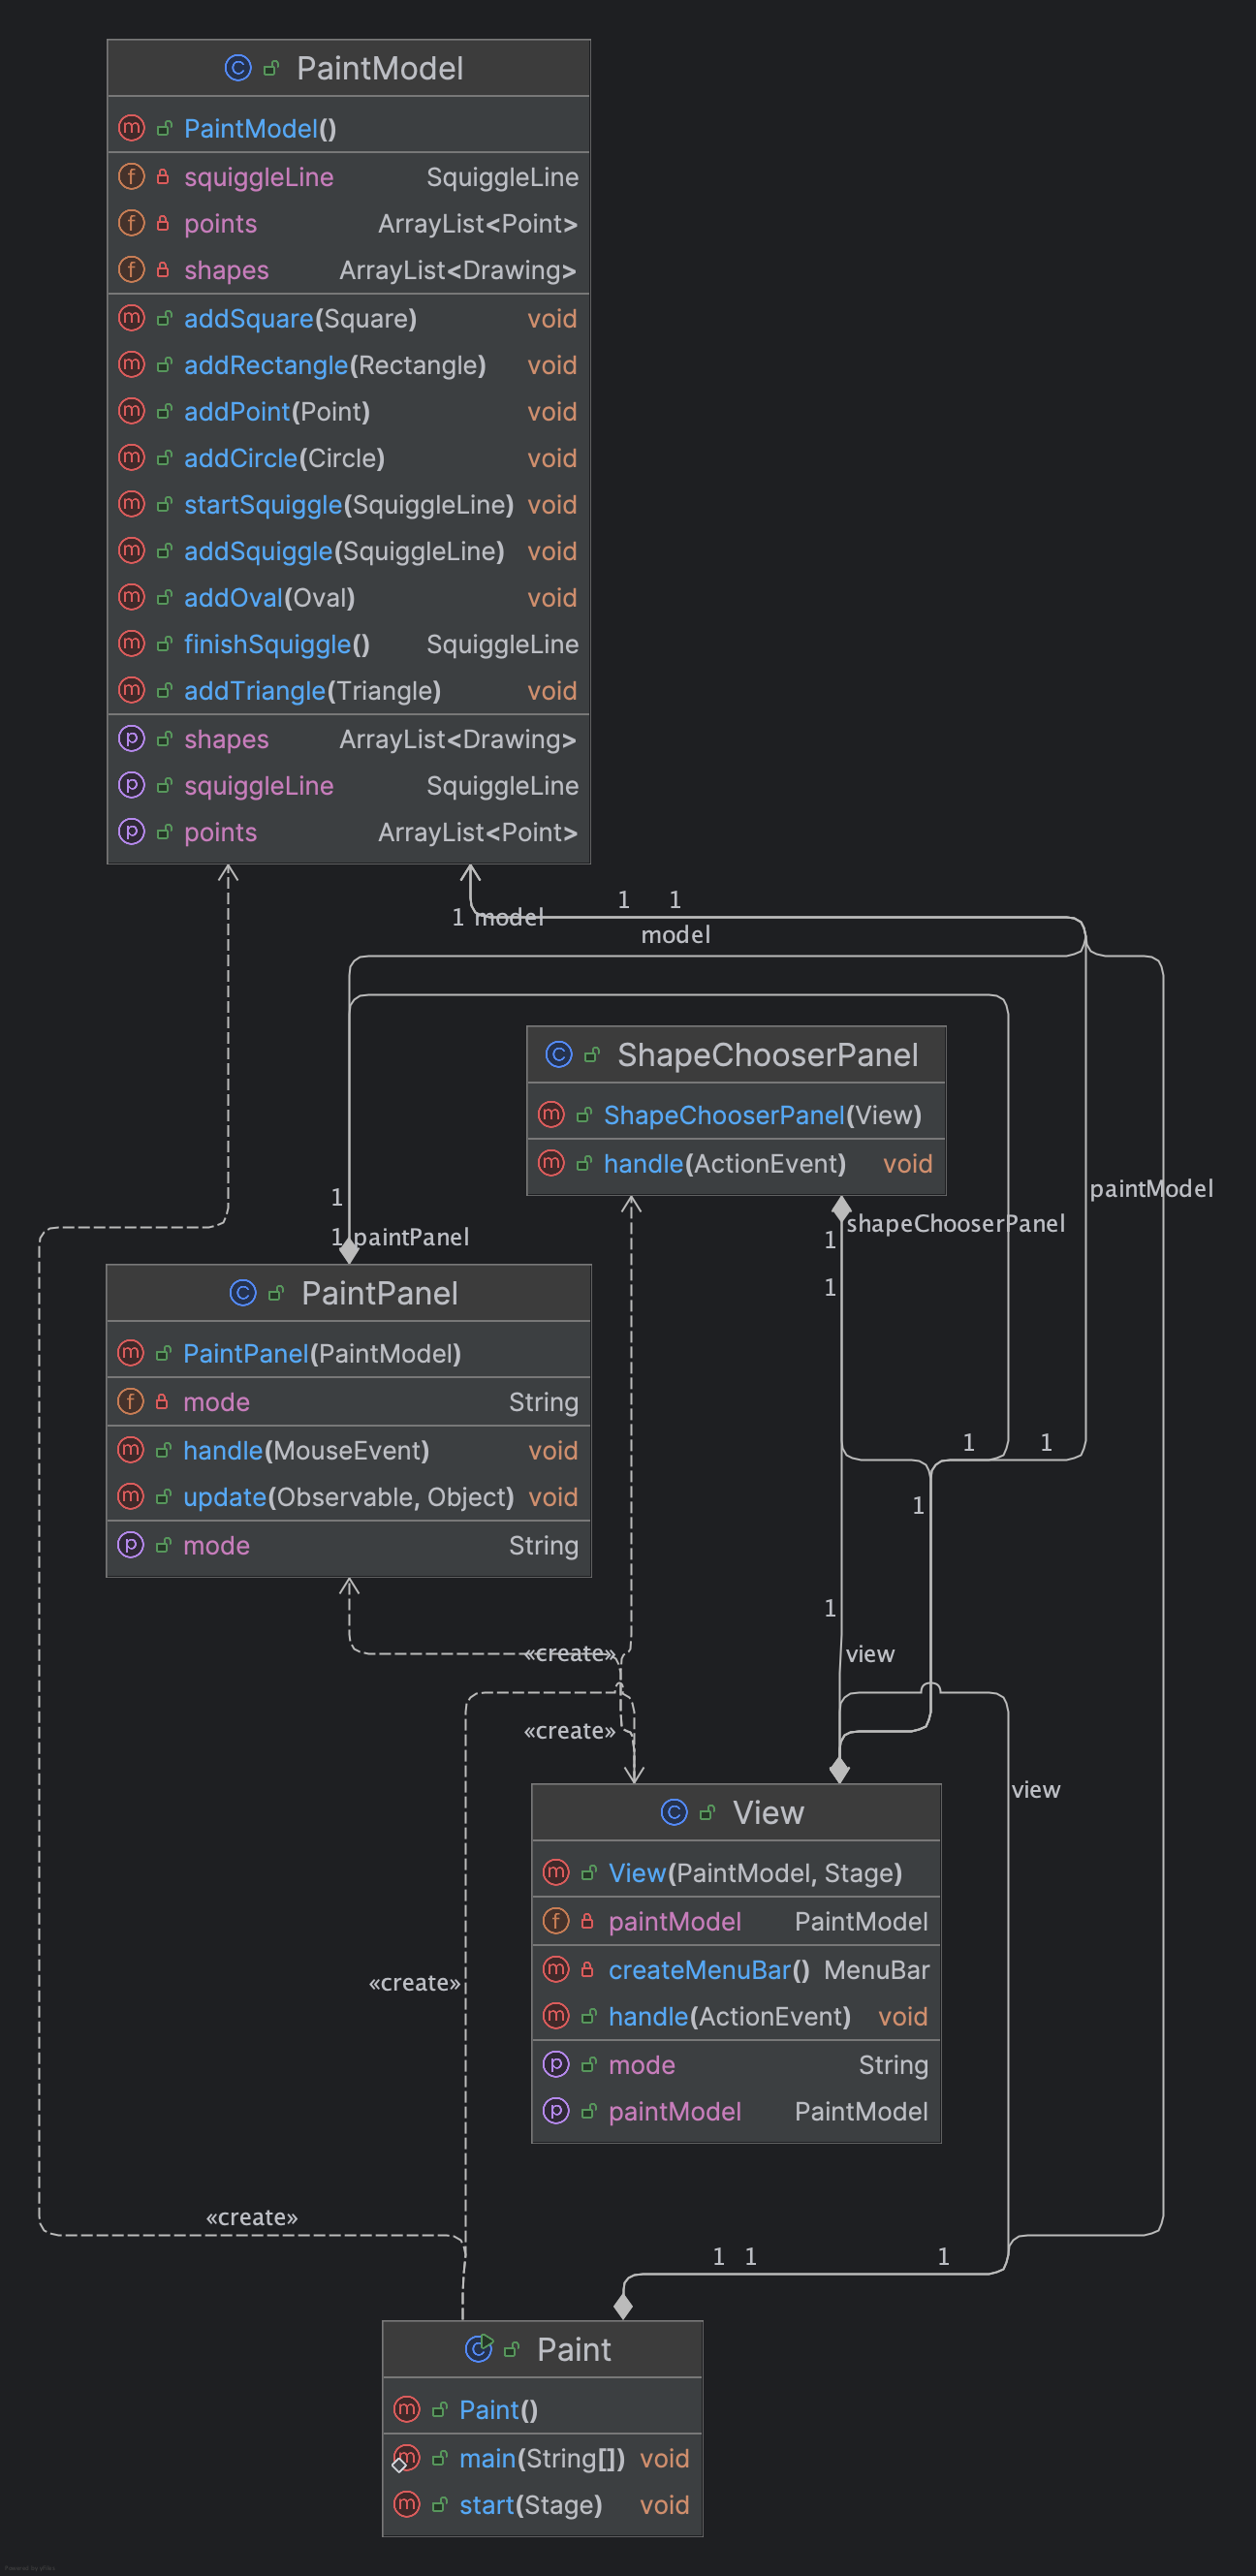 PaintModel
PaintModel()
squiggleLine SquiggleLine
points ArrayList<Point>
shapes ArrayList<Drawing>
addSquare(Square) void
addRectangle(Rectangle) void
addPoint(Point) void
addCircle(Circle) void
startSquiggle(SquiggleLine) void
addSquiggle(SquiggleLine) void
addOval(Oval) void
finishSquiggle() SquiggleLine
addTriangle(Triangle) void
shapes ArrayList<Drawing>
squiggleLine SquiggleLine
points ArrayList<Point>
1 1
1 model
model
ShapeChooserPanel
ShapeChooserPanel(View)
handle(ActionEvent) void
paintModel
1
shapeChooserPanel
1 paintPanel
1
1
PaintPanel
PaintPanel(PaintModel)
mode String
handle(MouseEvent) void
update(Observable, Object) void
mode String
1 1
1
1
«create»
view
«create»
view
View
View(PaintModel, Stage)
paintModel PaintModel
createMenuBar() MenuBar
handle(ActionEvent) void
mode String
paintModel PaintModel
«create»
«create»
1 1 1
Paint
Paint()
main(String[]) void
start(Stage) void
Powered by yFiles